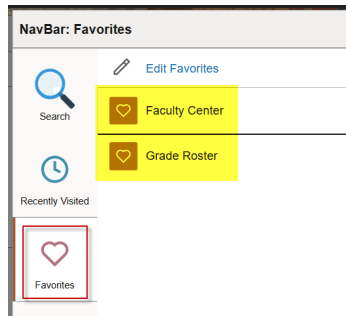 NavBar: Favorites
Edit Favorites
Search
Faculty Center
Grade Roster
Recently Visited
Favorites